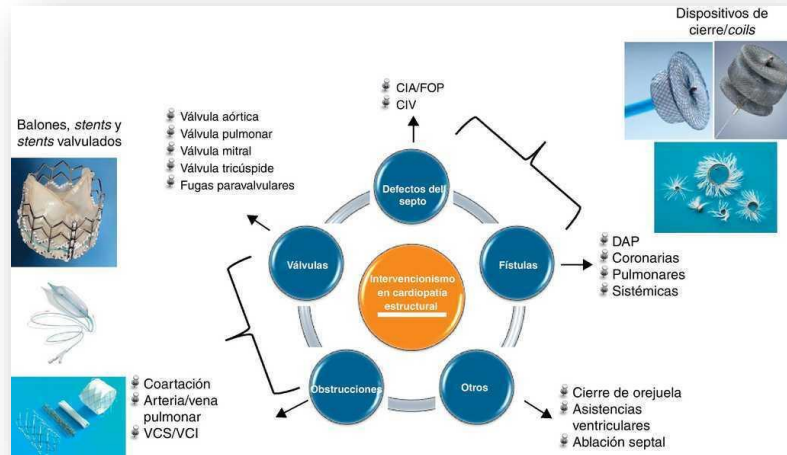 Dispositivos de
cierre/coils
CIA/FOP
CIV
Válvula aórtica
Válvula pulmonar
Válvula mitral
Válvula tricúspide
Fugas paravalvulares
Balones, stents y
stents valvulados
Defectos dell
septo
Válvulas
Fístulas
DAP
Coronarias
Pulmonares
Sistémicas
Intervencionismo
en cardiopatía
estructural
Obstrucciones
Otros
Coartación
Arteria/vena
pulmonar
VCS/VCI
Cierre de orejuela
Asistencias
ventriculares
Ablación septal